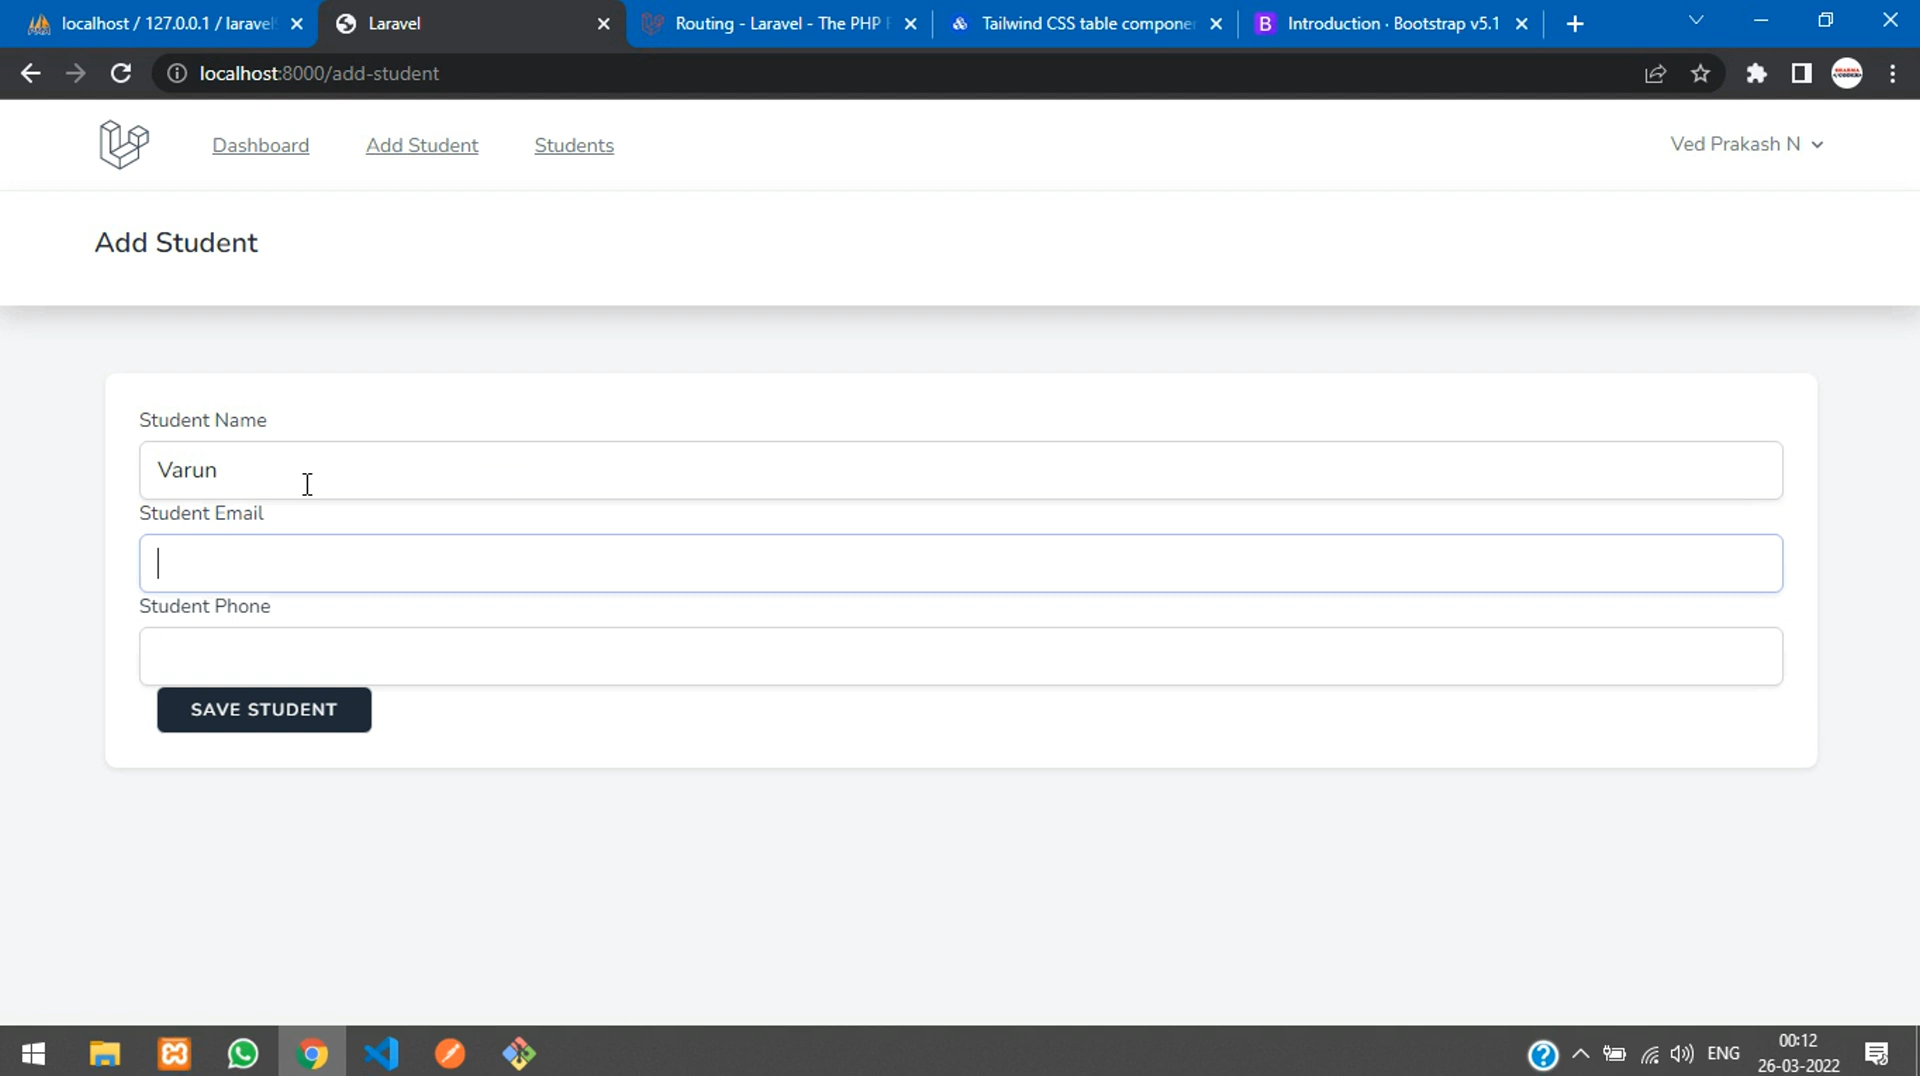 localhost / 127.0.0.1 / laravel
Laravel
Routing - Laravel - The PHP F
Tailwind CSS table componen
B
Introduction · Bootstrap v5.1
localhost:8000/add-student
Dashboard
Add Student
Students
Ved Prakash N
Add Student
Student Name
Varun
Student Email
Student Phone
SAVE STUDENT
ENG
00:12
26-03-2022